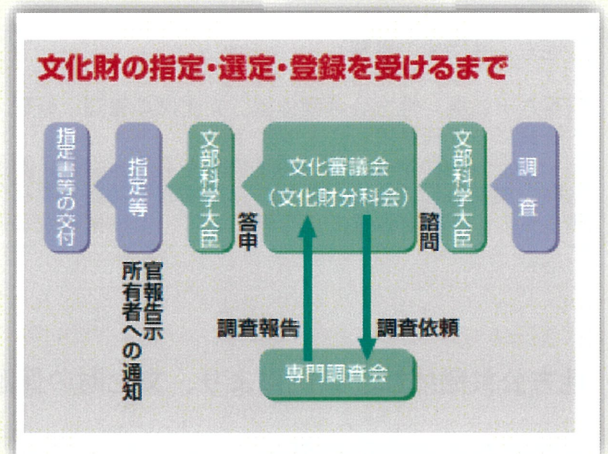 文化財の指定・選定・登録を受けるまで
指定書等の交付
指定等
文部科学大臣
文化審議会
(文化財分科会)
文部科学大臣
調査
答申
諮問
官報告示
所有者への通知
調査報告
調査依頼
専門調査会